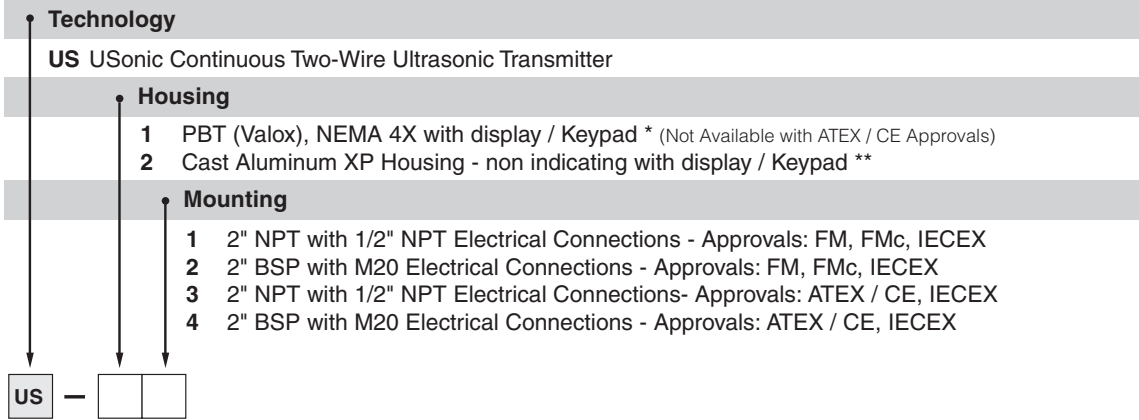 Technology
US USonic Continuous Two-Wire Ultrasonic Transmitter
Housing
1 PBT (Valox), NEMA 4X with display / Keypad * (Not Available with ATEX / CE Approvals)
2 Cast Aluminum XP Housing - non indicating with display / Keypad **
Mounting
1 2" NPT with 1/2" NPT Electrical Connections - Approvals: FM, FMc, IECEX
2 2" BSP with M20 Electrical Connections - Approvals: FM, FMc, IECEX
3 2" NPT with 1/2" NPT Electrical Connections- Approvals: ATEX / CE, IECEX
4 2" BSP with M20 Electrical Connections - Approvals: ATEX / CE, IECEX
US –